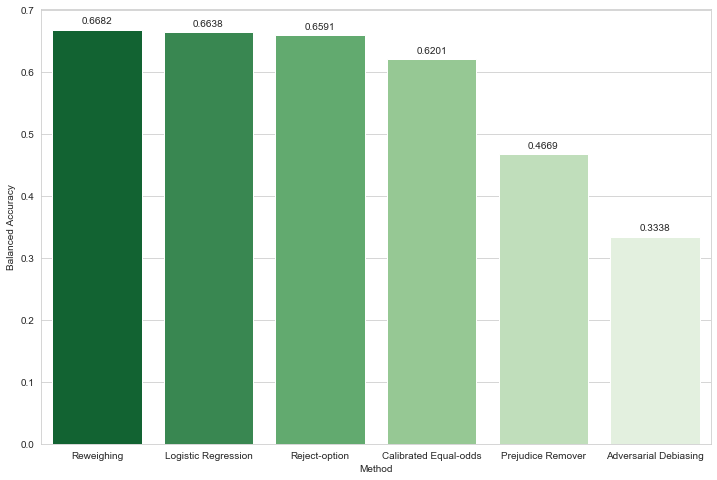 0.7
0.6
0.5
0.4
0.3
0.2
0.1
0.0
Balanced Accuracy
0.6682
0.6638
0.6591
0.6201
0.4669
0.3338
Reweighing
Logistic Regression
Reject-option
Calibrated Equal-odds
Prejudice Remover
Adversarial Debiasing
Method